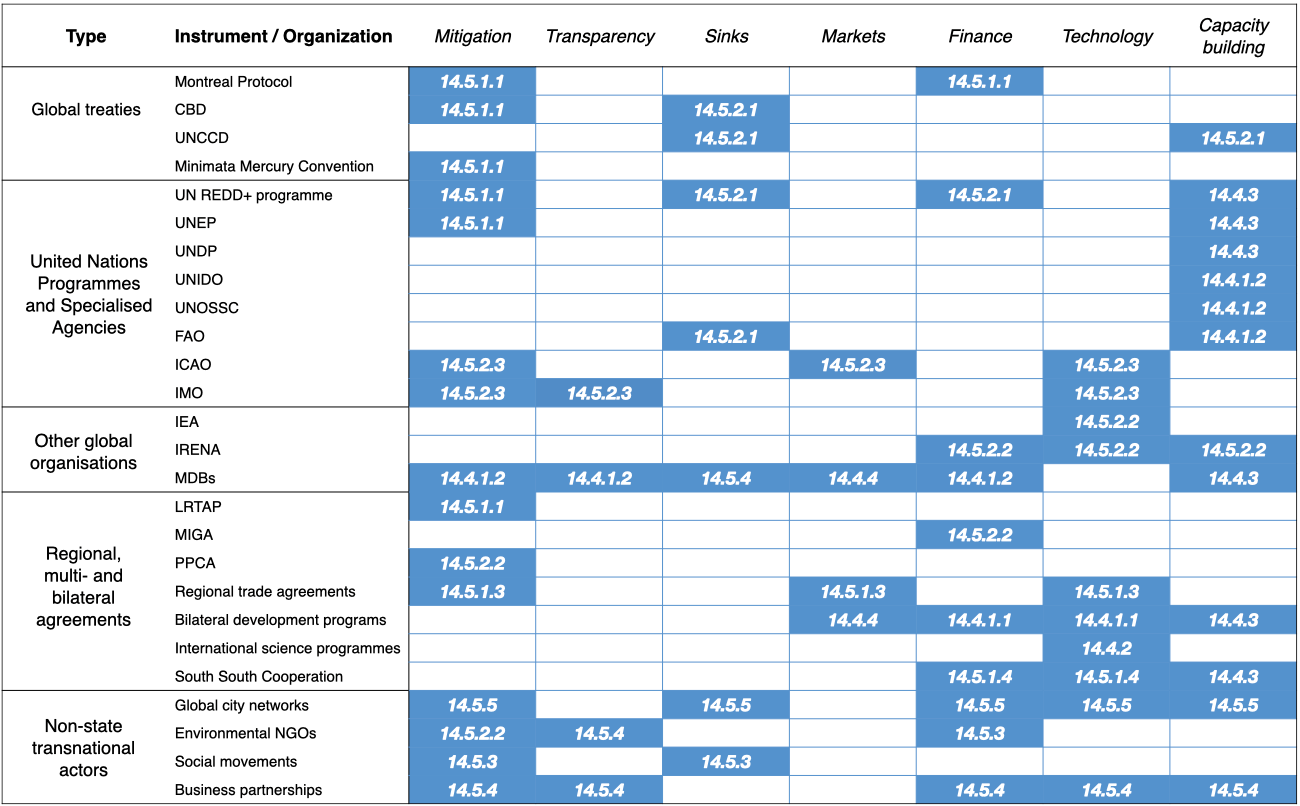 Type Instrument / Organization Mitigation Transparency Sinks Markets Finance Technology Capacity building
Global treaties
Montreal Protocol 14.5.1.1 14.5.1.1
CBD 14.5.1.1 14.5.2.1
UNCCD 14.5.2.1 14.5.2.1
Minimata Mercury Convention 14.5.1.1
United Nations
Programmes
and Specialised
Agencies
UN REDD+ programme 14.5.1.1 14.5.2.1 14.5.2.1 14.4.3
UNEP 14.5.1.1 14.4.3
UNDP 14.4.3
UNIDO 14.4.1.2
UNOSSC 14.4.1.2
FAO 14.5.2.1 14.4.1.2
ICAO 14.5.2.3 14.5.2.3 14.5.2.3
IMO 14.5.2.3 14.5.2.3 14.5.2.3
Other global
organisations
IEA 14.5.2.2
IRENA 14.5.2.2 14.5.2.2 14.5.2.2
MDBs 14.4.1.2 14.4.1.2 14.5.4 14.4.4 14.4.1.2 14.4.3
Regional,
multi- and
bilateral
agreements
LRTAP 14.5.1.1
MIGA 14.5.2.2
PPCA 14.5.2.2
Regional trade agreements 14.5.1.3 14.5.1.3 14.5.1.3
Bilateral development programs 14.4.4 14.4.1.1 14.4.1.1 14.4.3
International science programmes 14.4.2
South South Cooperation 14.5.1.4 14.5.1.4 14.4.3
Non-state
transnational
actors
Global city networks 14.5.5 14.5.5 14.5.5 14.5.5 14.5.5
Environmental NGOs 14.5.2.2 14.5.4 14.5.3
Social movements 14.5.3 14.5.3
Business partnerships 14.5.4 14.5.4 14.5.4 14.5.4 14.5.4